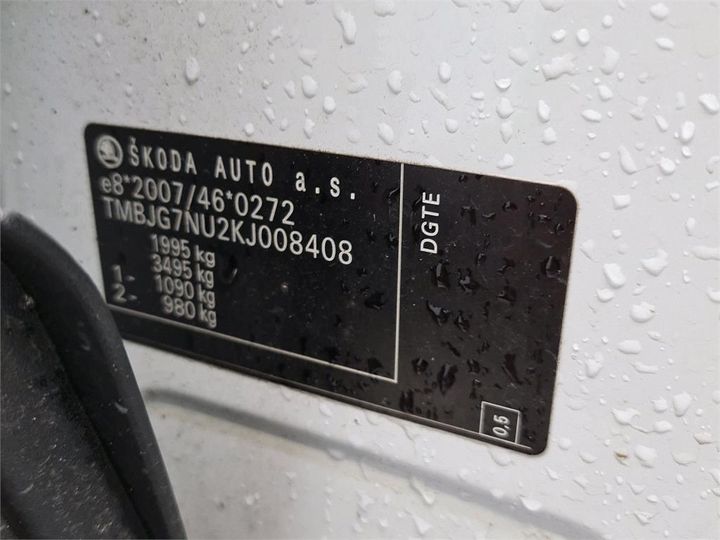 ŠKODA AUTO a.s.
e8*2007/46*0272
TMBJG7NU2KJ008408
1995 kg
3495 kg
1- 1090 kg
2- 980 kg
DGTE
0,5